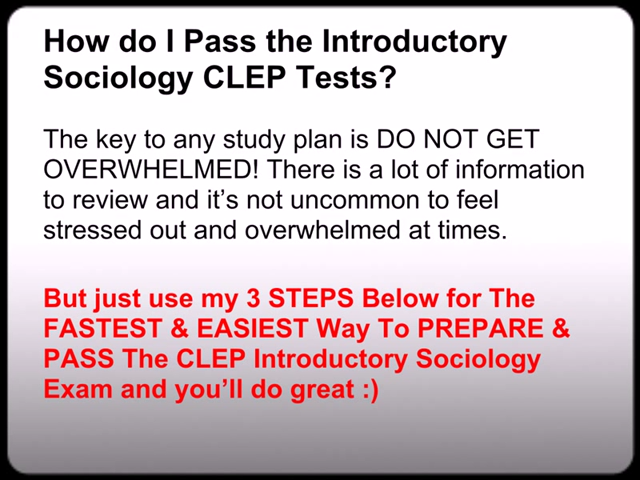 How do I Pass the Introductory
Sociology CLEP Tests?
The key to any study plan is DO NOT GET
OVERWHELMED! There is a lot of information
to review and it’s not uncommon to feel
stressed out and overwhelmed at times.
But just use my 3 STEPS Below for The
FASTEST & EASIEST Way To PREPARE &
PASS The CLEP Introductory Sociology
Exam and you’ll do great :)